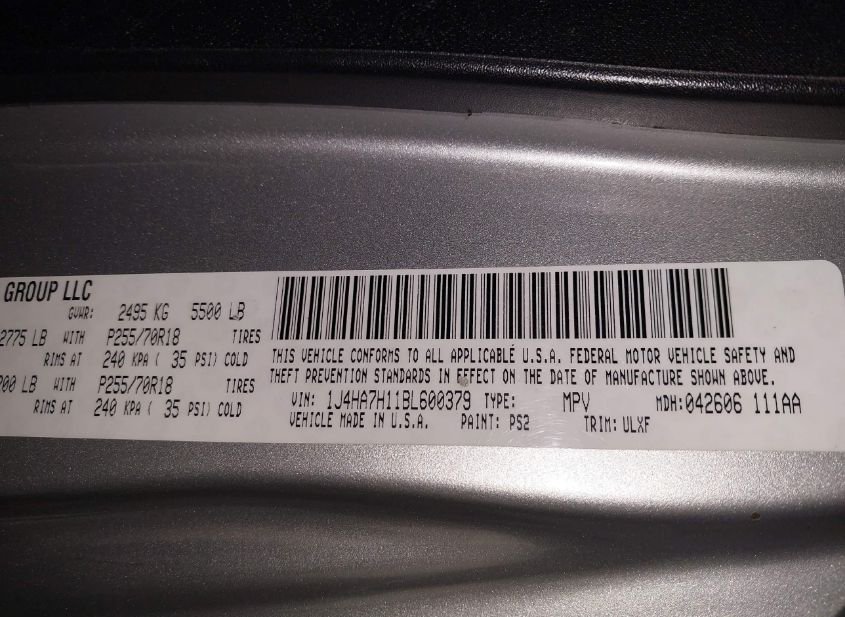 GROUP LLC
GVWR: 2495 KG 5500 LB
2775 LB WITH P255/70R18 TIRES
RIMS AT 240 KPA ( 35 PSI) COLD
LB WITH P255/70R18 TIRES
RIMS AT 240 KPA ( 35 PSI) COLD
THIS VEHICLE CONFORMS TO ALL APPLICABLE U.S.A. FEDERAL MOTOR VEHICLE SAFETY AND
THEFT PREVENTION STANDARDS IN EFFECT ON THE DATE OF MANUFACTURE SHOWN ABOVE.
VIN: 1J4HA7H11BL600379 TYPE: MPV MDH:042606 111AA
VEHICLE MADE IN U.S.A. PAINT: PS2 TRIM: ULXF